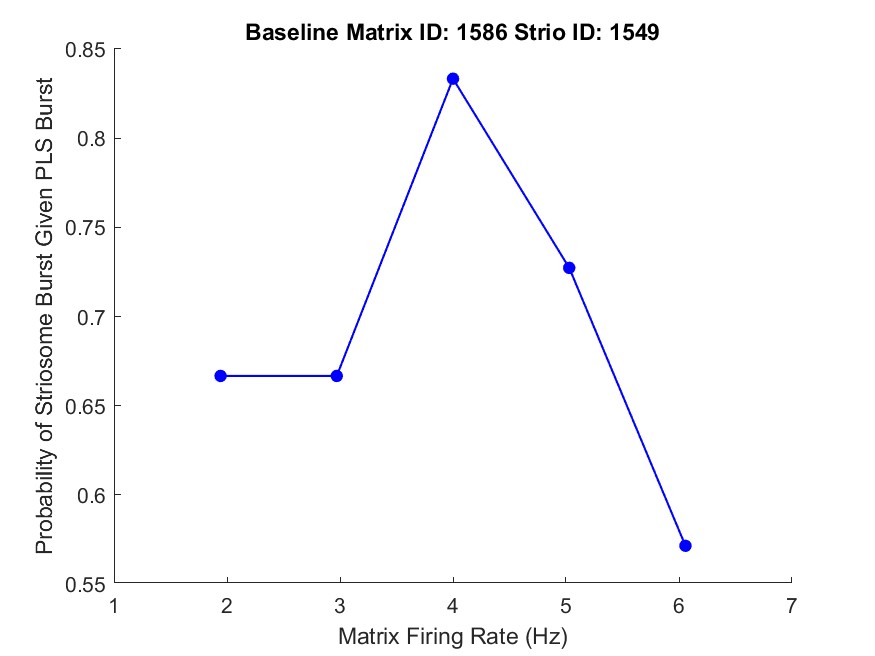 Baseline Matrix ID: 1586 Strio ID: 1549
Probability of Striosome Burst Given PLS Burst
0.85
0.8
0.75
0.7
0.65
0.6
0.55
1 2 3 4 5 6 7
Matrix Firing Rate (Hz)